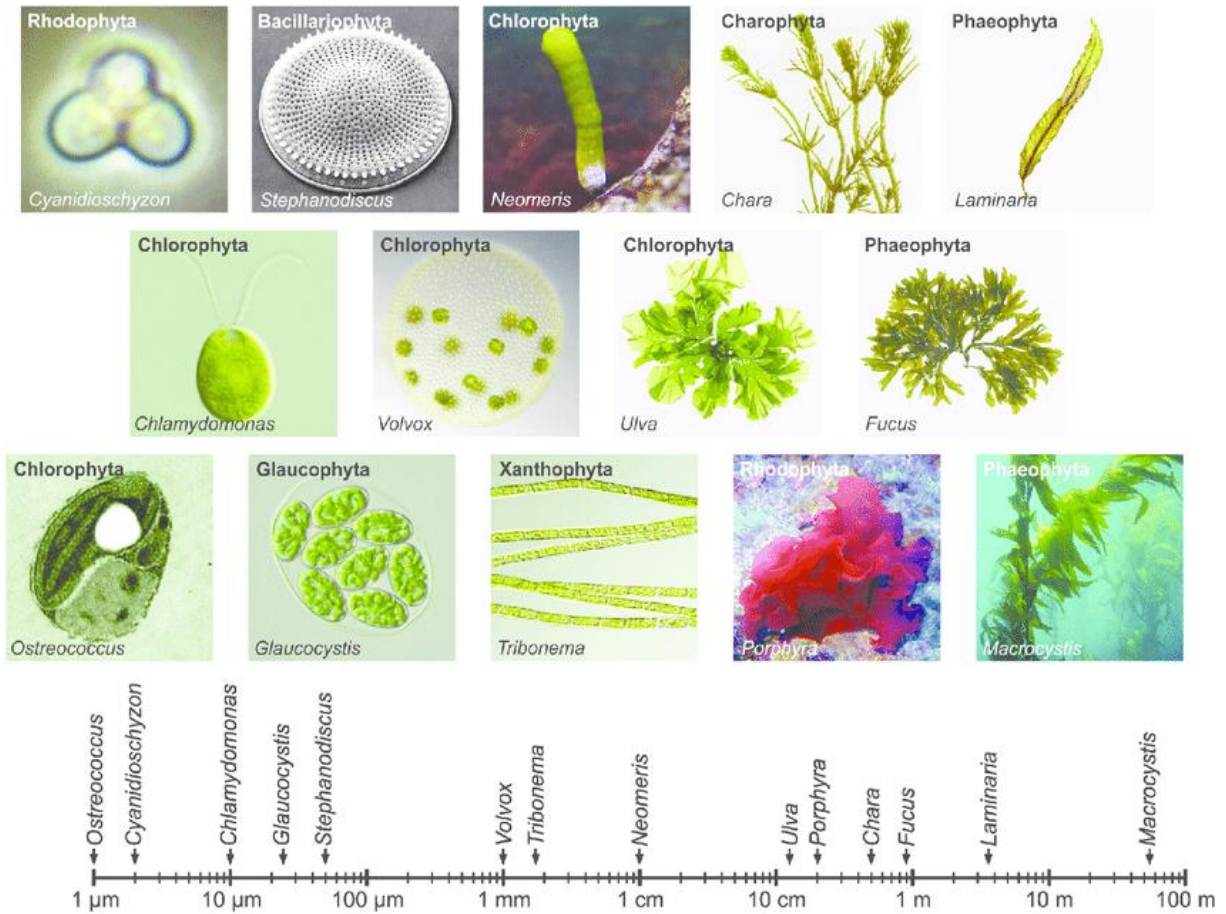 Rhodophyta
Bacillariophyta
Chlorophyta
Charophyta
Phaeophyta
Cyanidioschyzon
Stephanodiscus
Neomeris
Chara
Laminaria
Chlorophyta
Chlorophyta
Chlorophyta
Phaeophyta
Chlamydomonas
Volvox
Ulva
Fucus
Chlorophyta
Glaucophyta
Xanthophyta
Rhodophyta
Phaeophyta
Ostreococcus
Glaucocystis
Tribonema
Porphyra
Macrocystis
Ostreococcus
Cyanidioschyzon
Chlamydomonas
Glaucocystis
Stephanodiscus
Volvox
Tribonema
Neomeris
Ulva
Porphyra
Chara
Fucus
Laminaria
Macrocystis
1 µm
10 µm
100 µm
1 mm
1 cm
10 cm
1 m
10 m
100 m